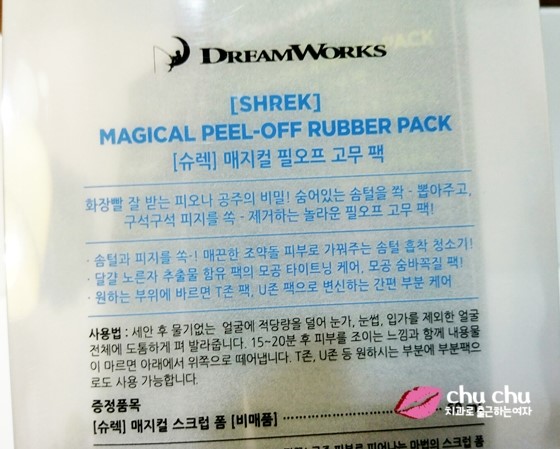 DREAMWORKS
[SHREK]
MAGICAL PEEL-OFF RUBBER PACK
[슈렉] 매지컬 필오프 고무 팩
화장빨 잘 받는 피오나 공주의 비밀! 숨어있는 솜털을 쫙 - 뽑아주고,
구석구석 피지를 쏙 - 제거하는 놀라운 필오프 고무 팩!
· 솜털과 피지를 쏙-! 매끈한 조약돌 피부로 가꿔주는 솜털 흡착 청소기!
· 달걀 노른자 추출물 함유 팩의 모공 타이트닝 케어, 모공 숨바꼭질 팩!
· 원하는 부위에 바르면 T존 팩, U존 팩으로 변신하는 간편 부분 케어
사용법 : 세안 후 물기없는 얼굴에 적당량을 덜어 눈가, 눈썹, 입가를 제외한 얼굴
전체에 도톰하게 펴 발라줍니다. 15~20분 후 피부를 조이는 느낌과 함께 내용물
이 마르면 아래에서 위쪽으로 떼어냅니다. T존, U존 등 원하시는 부분에 부분팩으
로도 사용 가능합니다.
증정품목
[슈렉] 매지컬 스크럽 폼 [비매품]
chu chu
치과로 출근하는여자